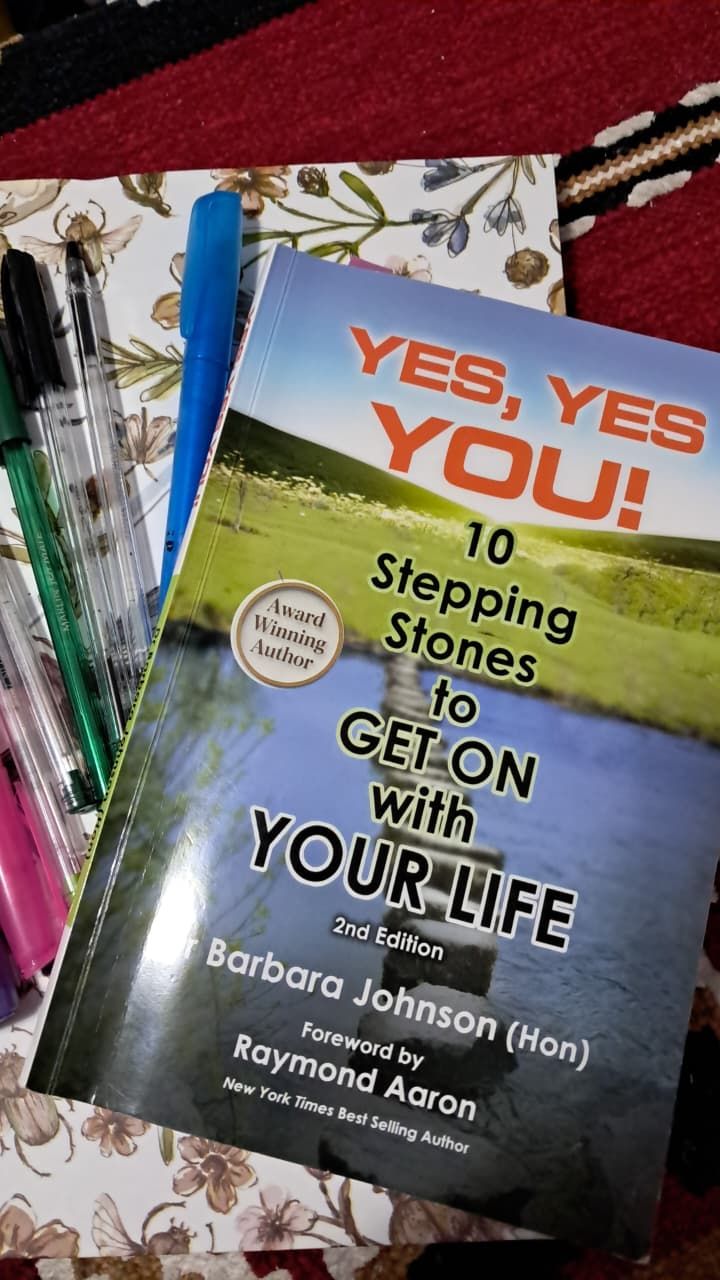 YES, YES
YOU!
10
Stepping
Stones
to
GET ON
with
YOUR LIFE
Award
Winning
Author
2nd Edition
Barbara Johnson (Hon)
Foreword by
Raymond Aaron
New York Times Best Selling Author